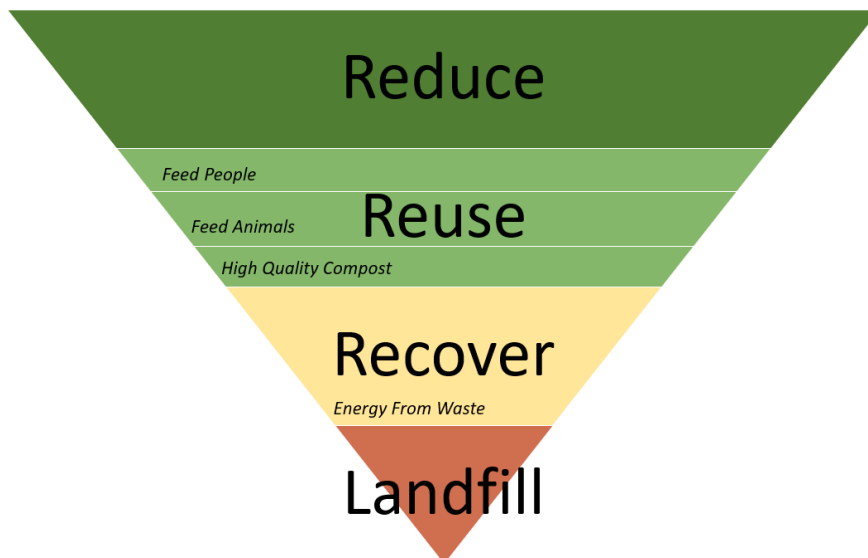 Reduce
Feed People
Reuse
Feed Animals
High Quality Compost
Recover
Energy From Waste
Landfill